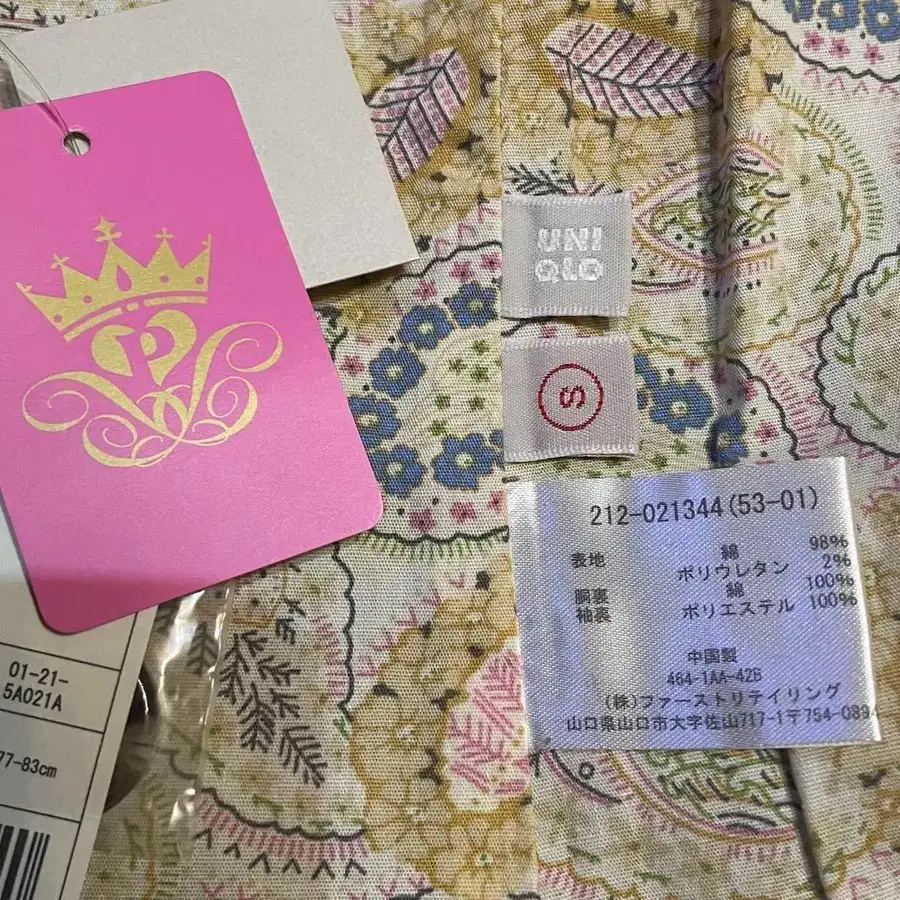 UNI
QLO
S
212-021344(53-01)
表地 綿 98%
ポリウレタン 2%
胴裏 綿 100%
袖裏 ポリエステル 100%
中国製
464-1AA-42B
(株)ファーストリテイリング
山口県山口市大字佐山717-1〒754-089
01-21-
5A021A
77-83cm